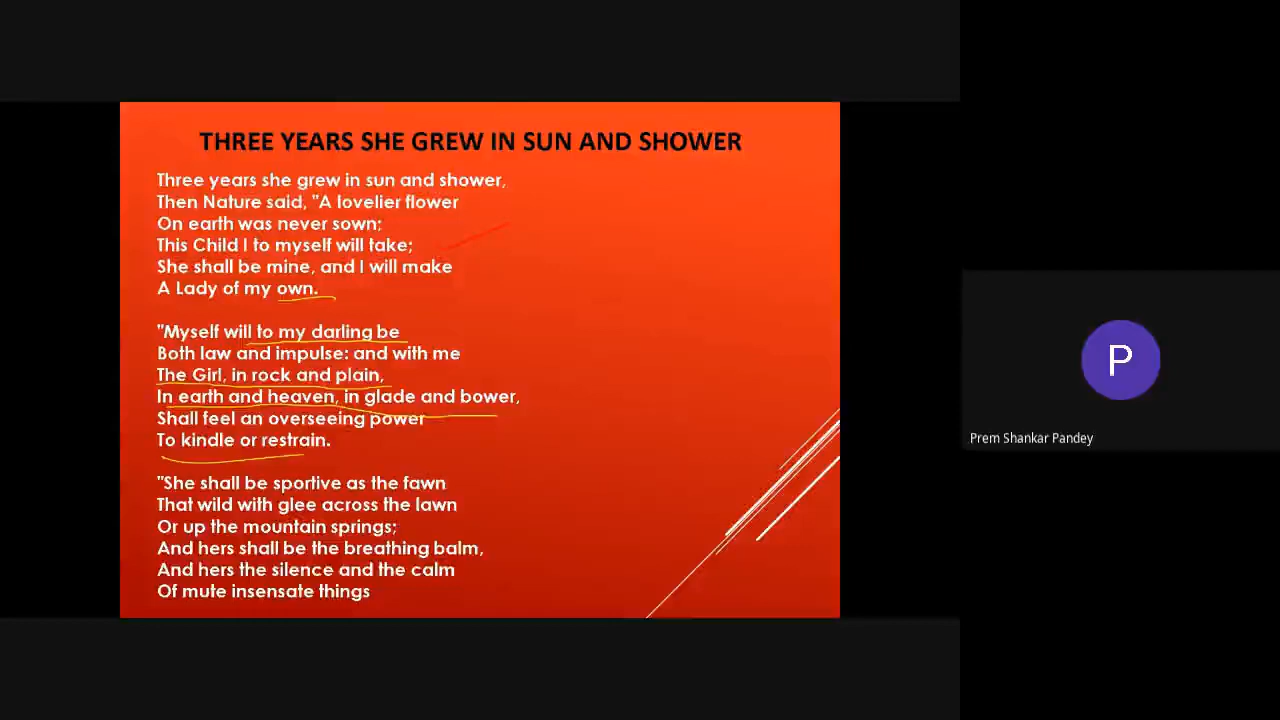 THREE YEARS SHE GREW IN SUN AND SHOWER
Three years she grew in sun and shower,
Then Nature said, "A lovelier flower
On earth was never sown;
This Child I to myself will take;
She shall be mine, and I will make
A Lady of my own.
"Myself will to my darling be
Both law and impulse: and with me
The Girl, in rock and plain,
In earth and heaven, in glade and bower,
Shall feel an overseeing power
To kindle or restrain.
"She shall be sportive as the fawn
That wild with glee across the lawn
Or up the mountain springs;
And hers shall be the breathing balm,
And hers the silence and the calm
Of mute insensate things
P
Prem Shankar Pandey